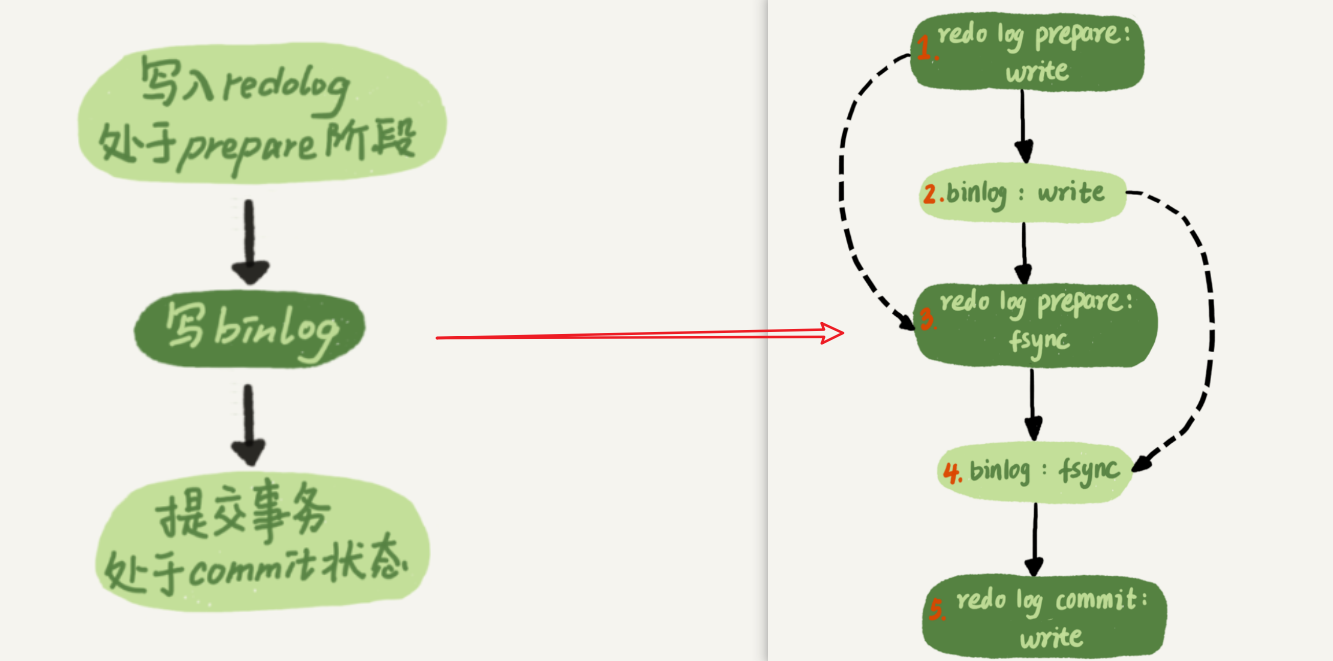 写入redolog
处于prepare阶段
写binlog
提交事务
处于commit状态
1. redo log prepare:
write
2. binlog : write
3 redo log prepare:
fsync
4. binlog : fsync
5. redo log commit:
write